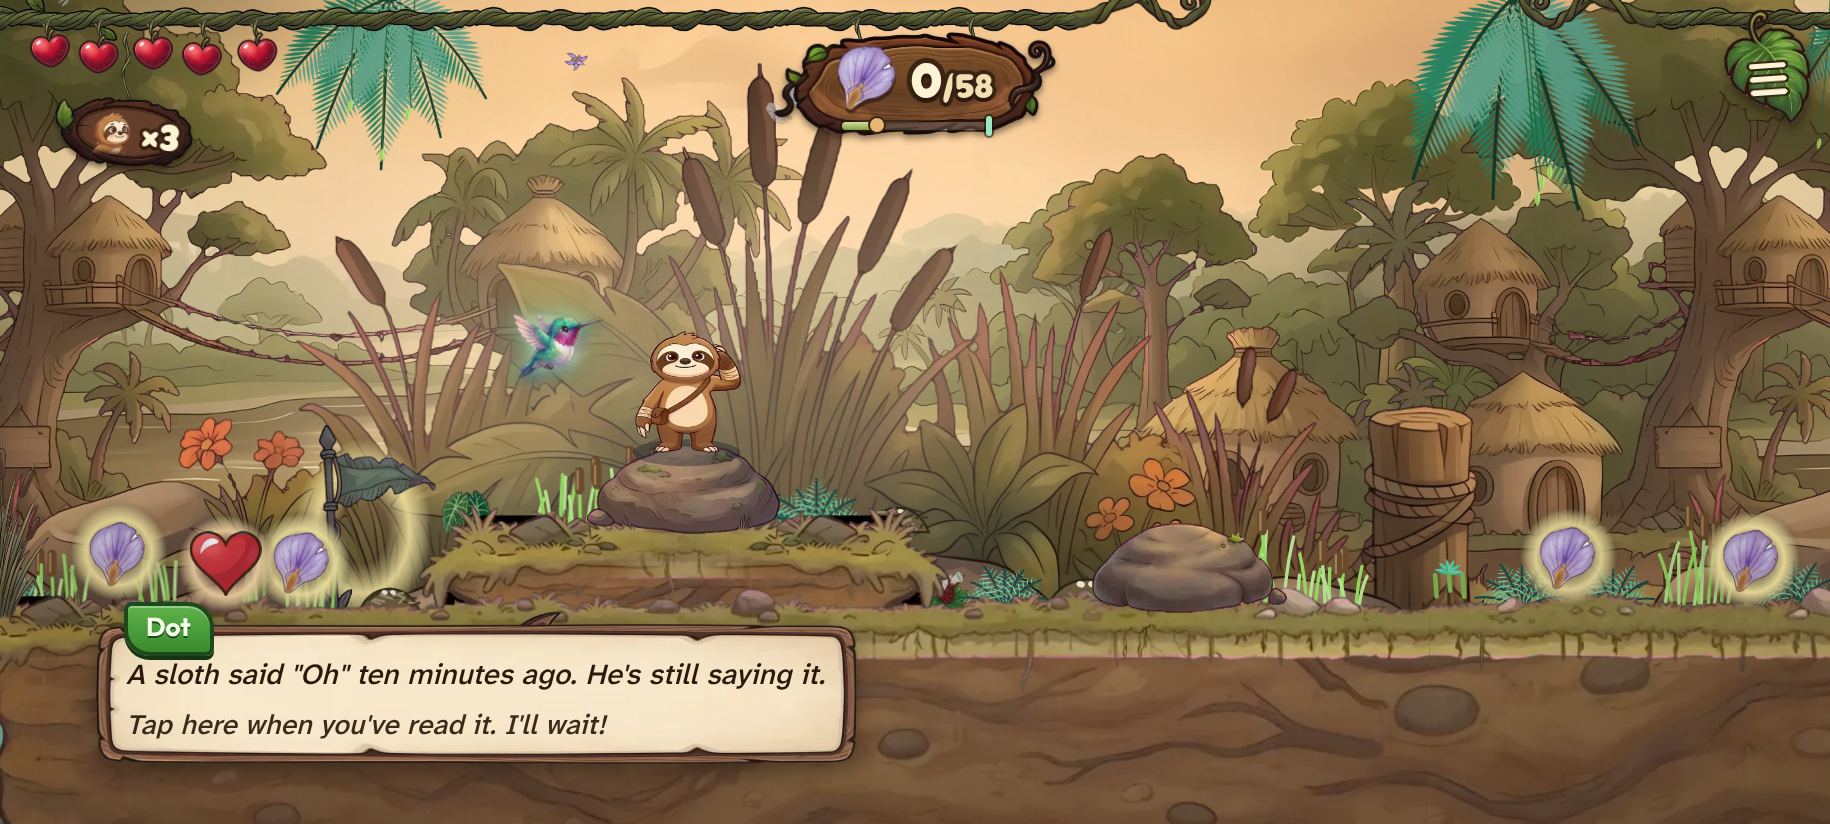 0/58
×3
Dot
A sloth said "Oh" ten minutes ago. He's still saying it.
Tap here when you've read it. I'll wait!